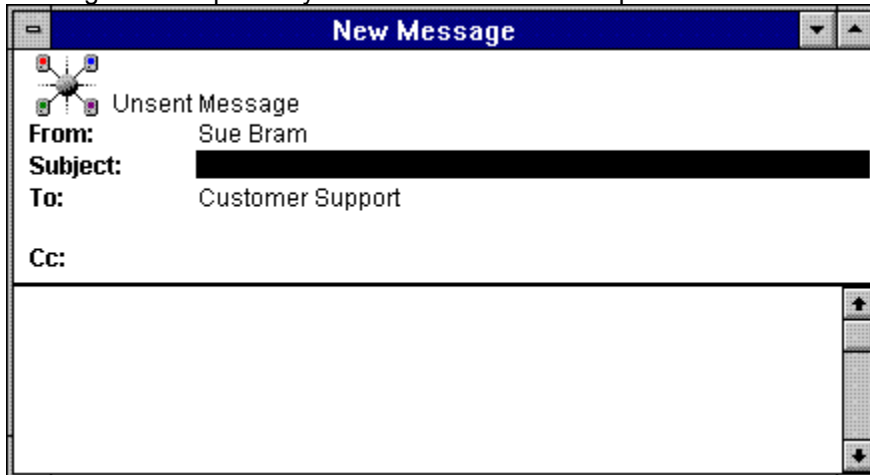 New Message
Unsent Message
From: Sue Bram
Subject:
To: Customer Support
Cc: